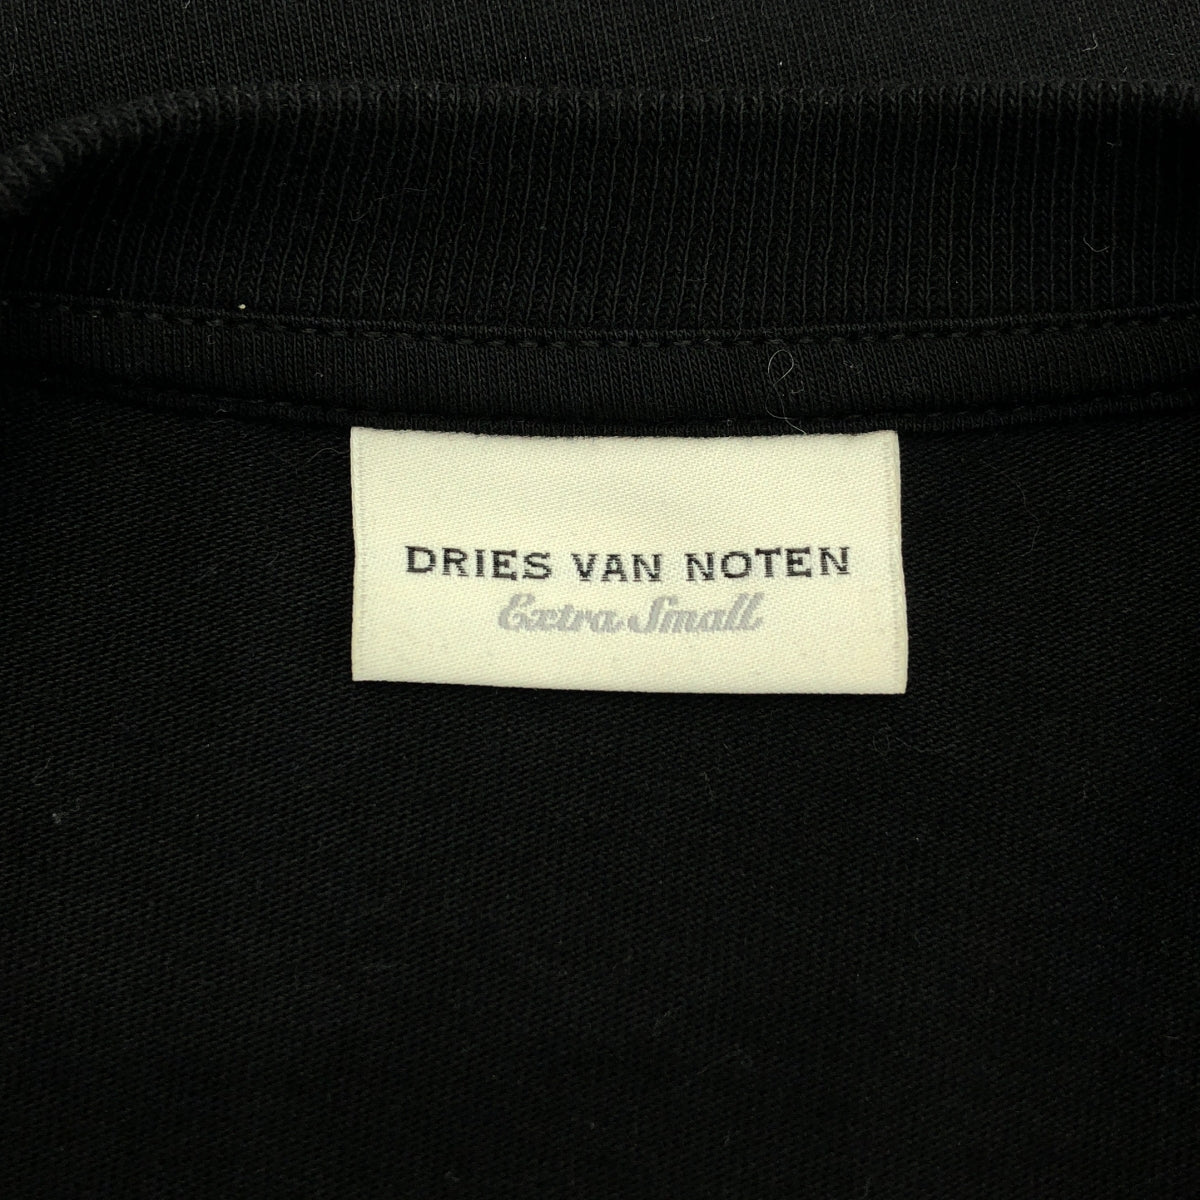 DRIES VAN NOTEN
Extra Small